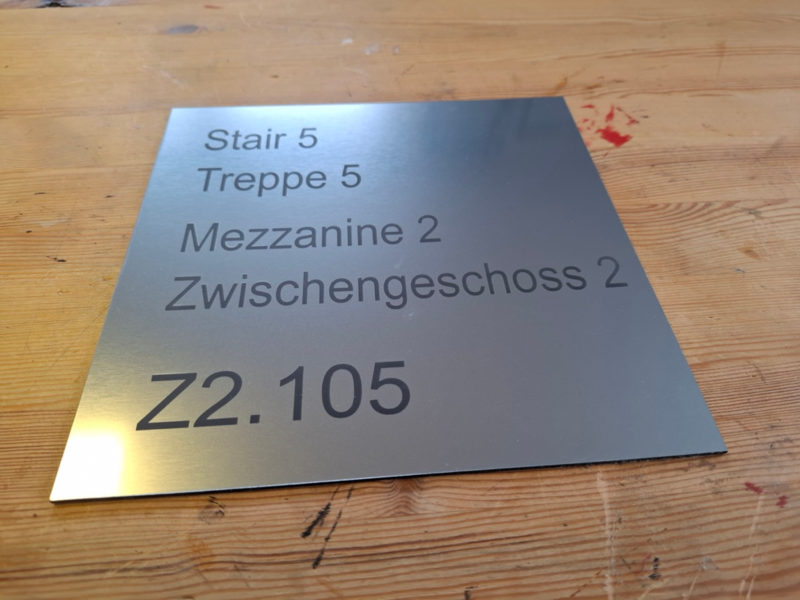 Stair 5
Treppe 5
Mezzanine 2
Zwischengeschoss 2
Z2.105